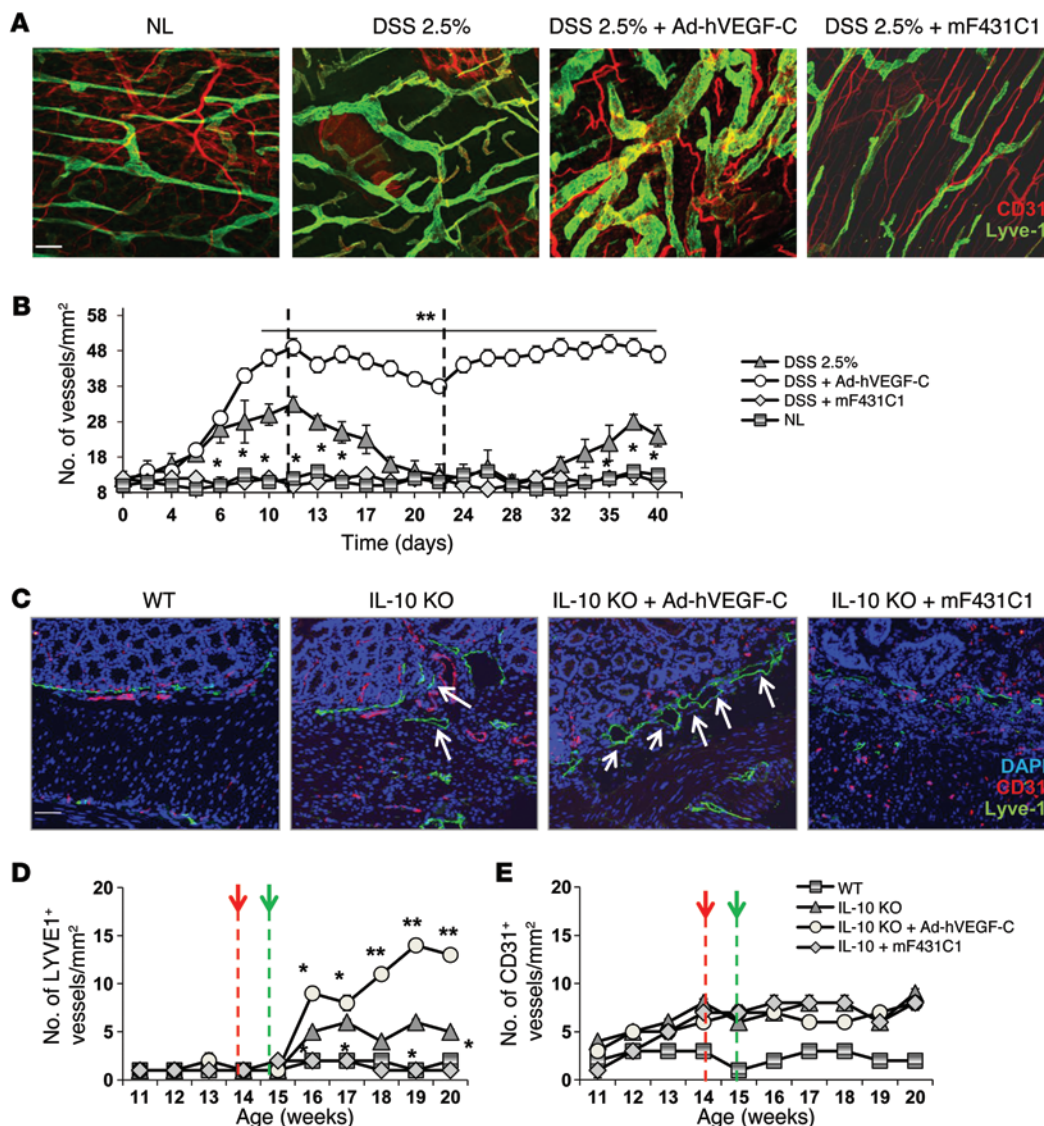 A
NL
DSS 2.5%
DSS 2.5% + Ad-hVEGF-C
DSS 2.5% + mF431C1
CD31
Lyve-1
B
No. of vessels/mm²
58
48
38
28
18
8
**
* * * * * *
* * *
0 4 6 10 13 17 20 24 28 32 35 40
Time (days)
DSS 2.5%
DSS + Ad-hVEGF-C
DSS + mF431C1
NL
C
WT
IL-10 KO
IL-10 KO + Ad-hVEGF-C
IL-10 KO + mF431C1
DAPI
CD31
Lyve-1
D
No. of LYVE1⁺
vessels/mm²
20
15
10
5
0
* * ** ** **
* * * *
11 12 13 14 15 16 17 18 19 20
Age (weeks)
E
No. of CD31⁺
vessels/mm²
20
15
10
5
0
11 12 13 14 15 16 17 18 19 20
Age (weeks)
WT
IL-10 KO
IL-10 KO + Ad-hVEGF-C
IL-10 + mF431C1